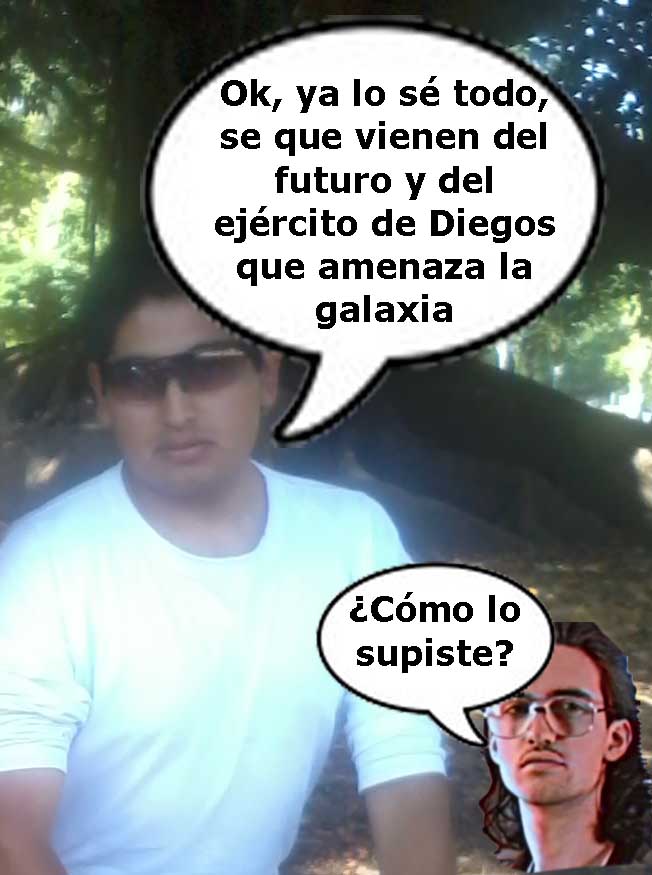 Ok, ya lo sé todo,
se que vienen del
futuro y del
ejército de Diegos
que amenaza la
galaxia
¿Cómo lo
supiste?